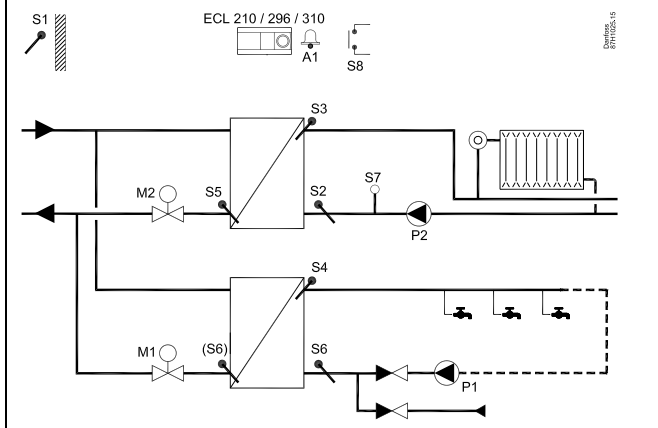 S1
ECL 210 / 296 / 310
A1
S8
Danfoss
87H1025.15
S3
M2
S5
S2
S7
P2
S4
M1
(S6)
S6
P1